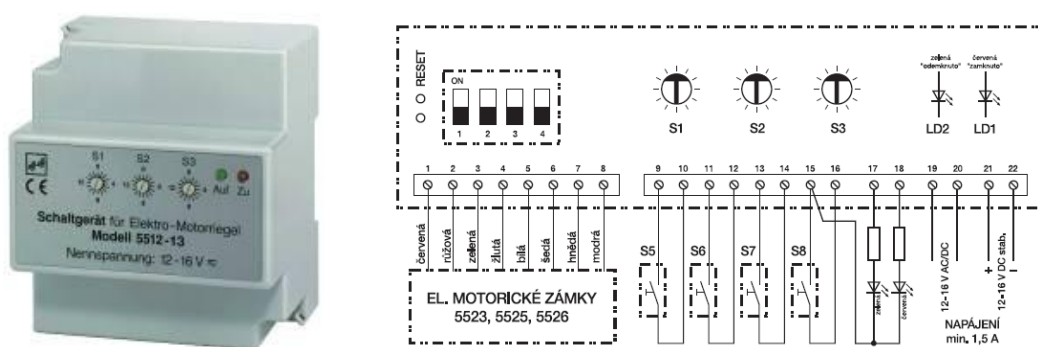 S1 S2 S3
Auf Zu
CE
Schaltgerät für Elektro-Motorriegel
Modell 5512-13
Nennspannung: 12-16 V
RESET
ON
1 2 3 4
S1 S2 S3
zelená "odemknuto"
červená "zamknuto"
LD2 LD1
1 2 3 4 5 6 7 8
9 10 11 12 13 14 15 16 17 18 19 20 21 22
červená
růžová
zelená
žlutá
bílá
šedá
hnědá
modrá
EL. MOTORICKÉ ZÁMKY
5523, 5525, 5526
S5 S6 S7 S8
zelená
červená
12-16 V AC/DC
+ −
12-16 V DC stab.
NAPÁJENÍ
min. 1,5 A